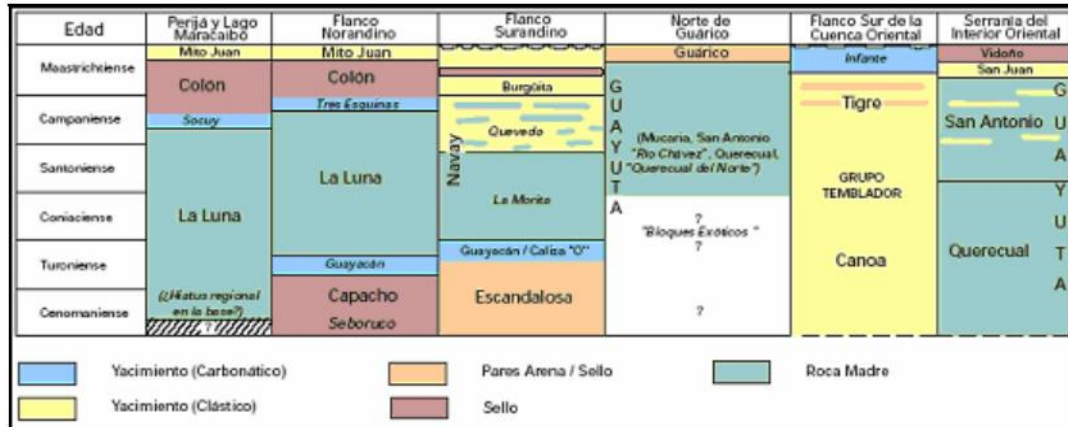 Edad
Perijá y Lago
Maracaibo
Flanco
Norandino
Flanco
Surandino
Norte de
Guárico
Flanco Sur de la
Cuenca Oriental
Serranía del
Interior Oriental
Maastrichtiense
Campaniense
Santoniense
Coniaciense
Turoniense
Cenomaniense
Mito Juan
Colón
Socuy
La Luna
(¿Hiatus regional
en la base?)
?
Mito Juan
Colón
Tres Esquinas
La Luna
Guayacán
Capacho
Seboruco
Burgüita
Navay
Quevedo
La Morita
Guayacán / Caliza "O"
Escandalosa
Guárico
GUAYUTA
(Mucaria, San Antonio
"Río Chávez", Querecual,
"Querecual del Norte")
?
"Bloques Exóticos "
?
?
Infante
Tigre
GRUPO
TEMBLADOR
Canoa
Vidoño
San Juan
San Antonio
GUAYUTA
Querecual
Yacimiento (Carbonático)
Pares Arena / Sello
Roca Madre
Yacimiento (Clástico)
Sello